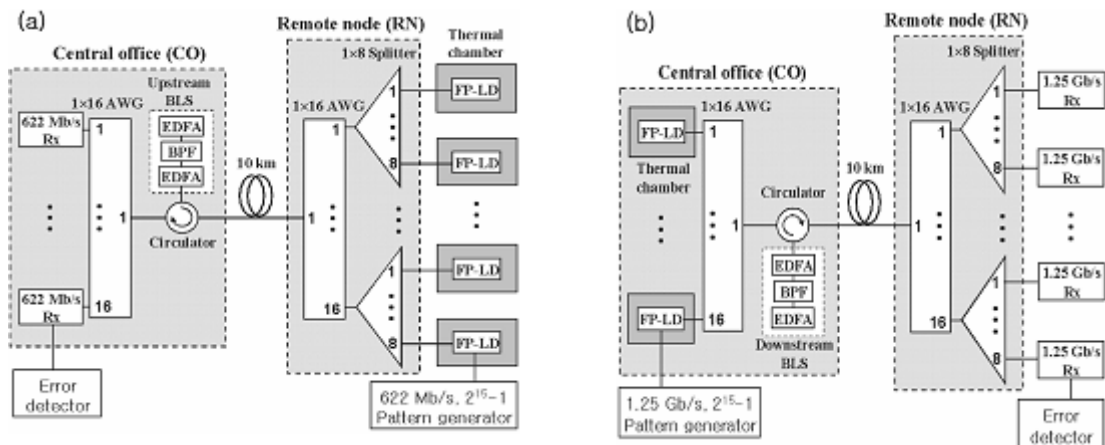 (a)
Remote node (RN)
Thermal
chamber
1×8 Splitter
Central office (CO)
Upstream
BLS
1×16 AWG
1×16 AWG
622 Mb/s
Rx
1
EDFA
BPF
EDFA
10 km
1
1
8
FP-LD
FP-LD
1
1
Circulator
1
FP-LD
622 Mb/s
Rx
16
16
8
FP-LD
Error
detector
622 Mb/s, 2¹⁵-1
Pattern generator
(b)
Remote node (RN)
1×8 Splitter
Central office (CO)
1×16 AWG
1×16 AWG
1.25 Gb/s
Rx
FP-LD
1
Thermal
chamber
10 km
1
1
8
1.25 Gb/s
Rx
Circulator
1
1
EDFA
BPF
EDFA
1
1.25 Gb/s
Rx
FP-LD
16
16
8
1.25 Gb/s
Rx
Downstream
BLS
1.25 Gb/s, 2¹⁵-1
Pattern generator
Error
detector